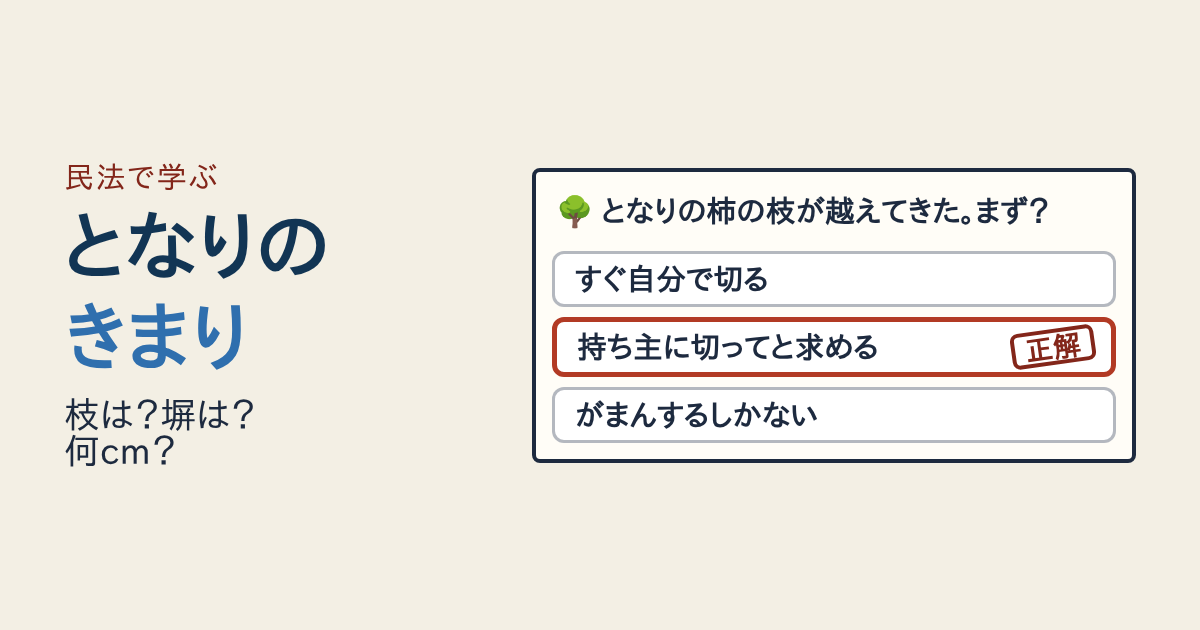 民法で学ぶ
となりの
きまり
枝は？塀は？
何cm？
となりの柿の枝が越えてきた。まず？
すぐ自分で切る
持ち主に切ってと求める
正解
がまんするしかない